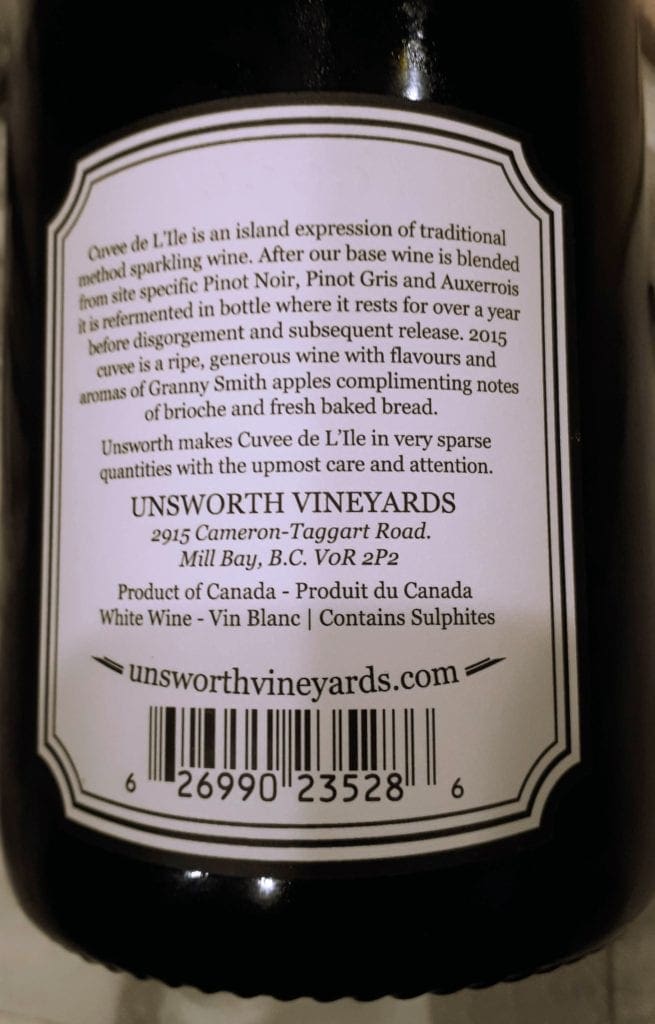 Cuvee de L'Ile is an island expression of traditional
method sparkling wine. After our base wine is blended
from site specific Pinot Noir, Pinot Gris and Auxerrois
it is refermented in bottle where it rests for over a year
before disgorgement and subsequent release. 2015
cuvee is a ripe, generous wine with flavours and
aromas of Granny Smith apples complimenting notes
of brioche and fresh baked bread.
Unsworth makes Cuvee de L'Ile in very sparse
quantities with the upmost care and attention.
UNSWORTH VINEYARDS
2915 Cameron-Taggart Road.
Mill Bay, B.C. V0R 2P2
Product of Canada - Produit du Canada
White Wine - Vin Blanc | Contains Sulphites
unsworthvineyards.com
6 26990 23528 6